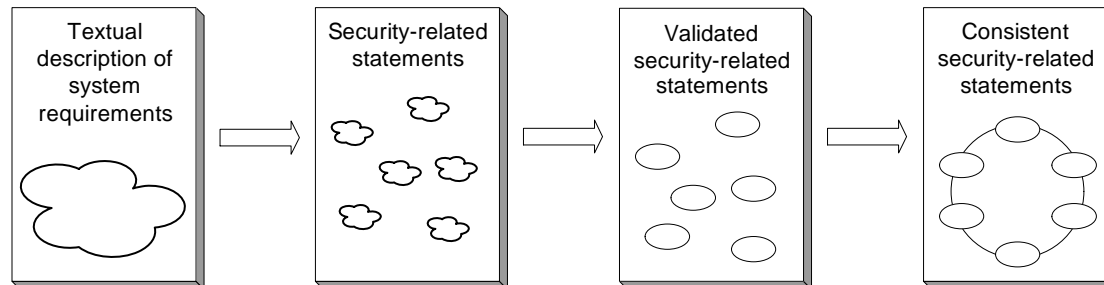 Textual
description of
system
requirements
Security-related
statements
Validated
security-related
statements
Consistent
security-related
statements